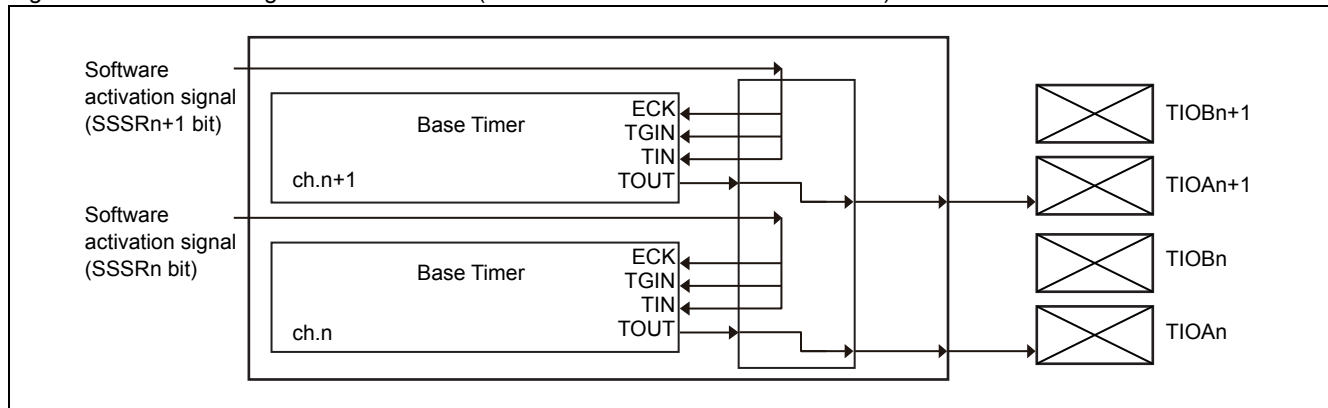 Software
activation signal
(SSSRn+1 bit)
Base Timer
ch.n+1
ECK
TGIN
TIN
TOUT
TIOBn+1
TIOAn+1
Software
activation signal
(SSSRn bit)
Base Timer
ch.n
ECK
TGIN
TIN
TOUT
TIOBn
TIOAn